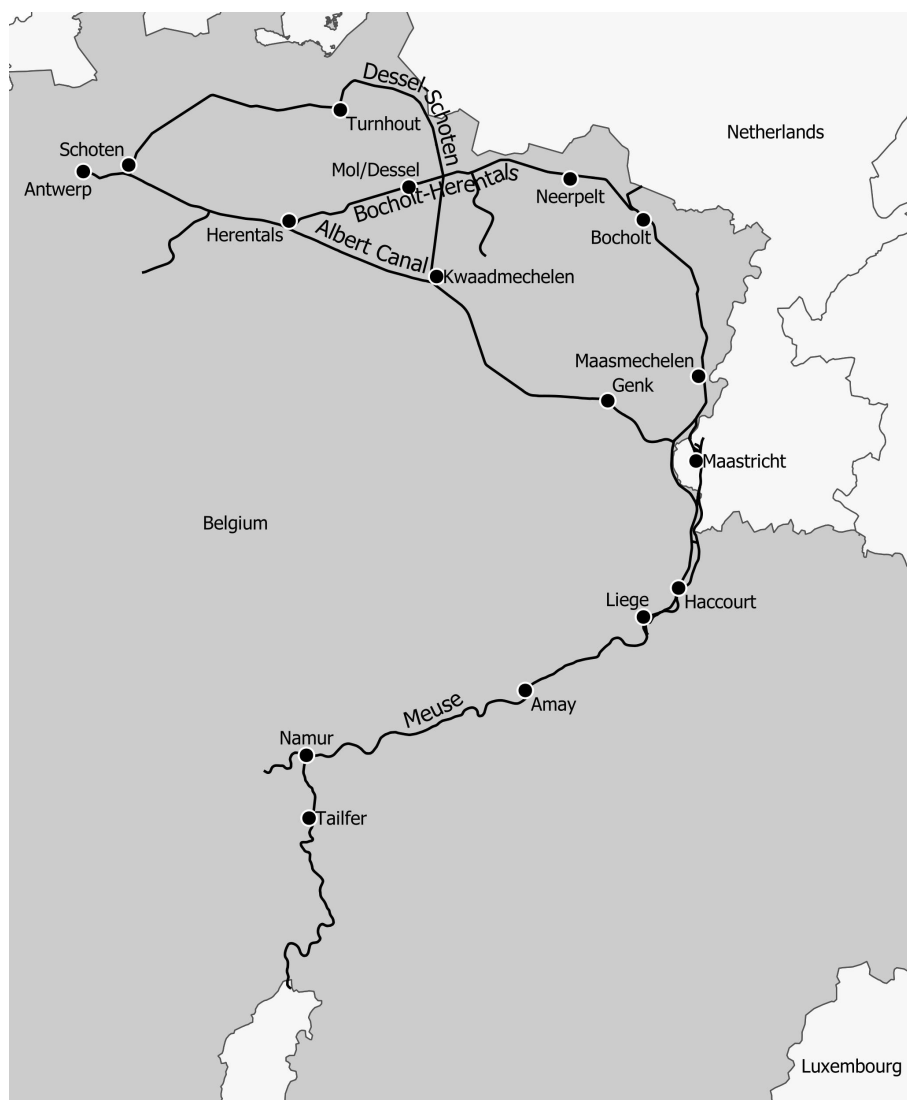 Dessel-Schoten
Turnhout
Netherlands
Schoten
Antwerp
Mol/Dessel
Bocholt-Herentals
Neerpelt
Herentals
Albert Canal
Bocholt
Kwaadmechelen
Maasmechelen
Genk
Maastricht
Belgium
Liege
Haccourt
Meuse
Amay
Namur
Tailfer
Luxembourg